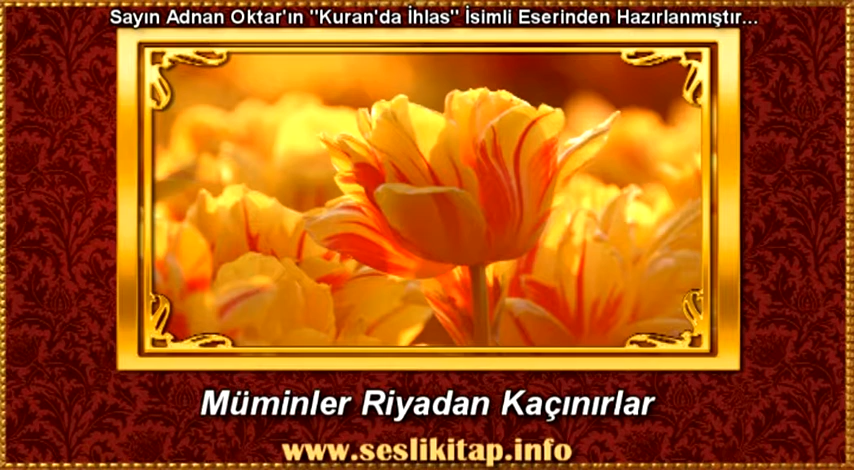 Sayın Adnan Oktar'ın "Kuran'da İhlas" İsimli Eserinden Hazırlanmıştır...
Müminler Riyadan Kaçınırlar
www.seslikitap.info